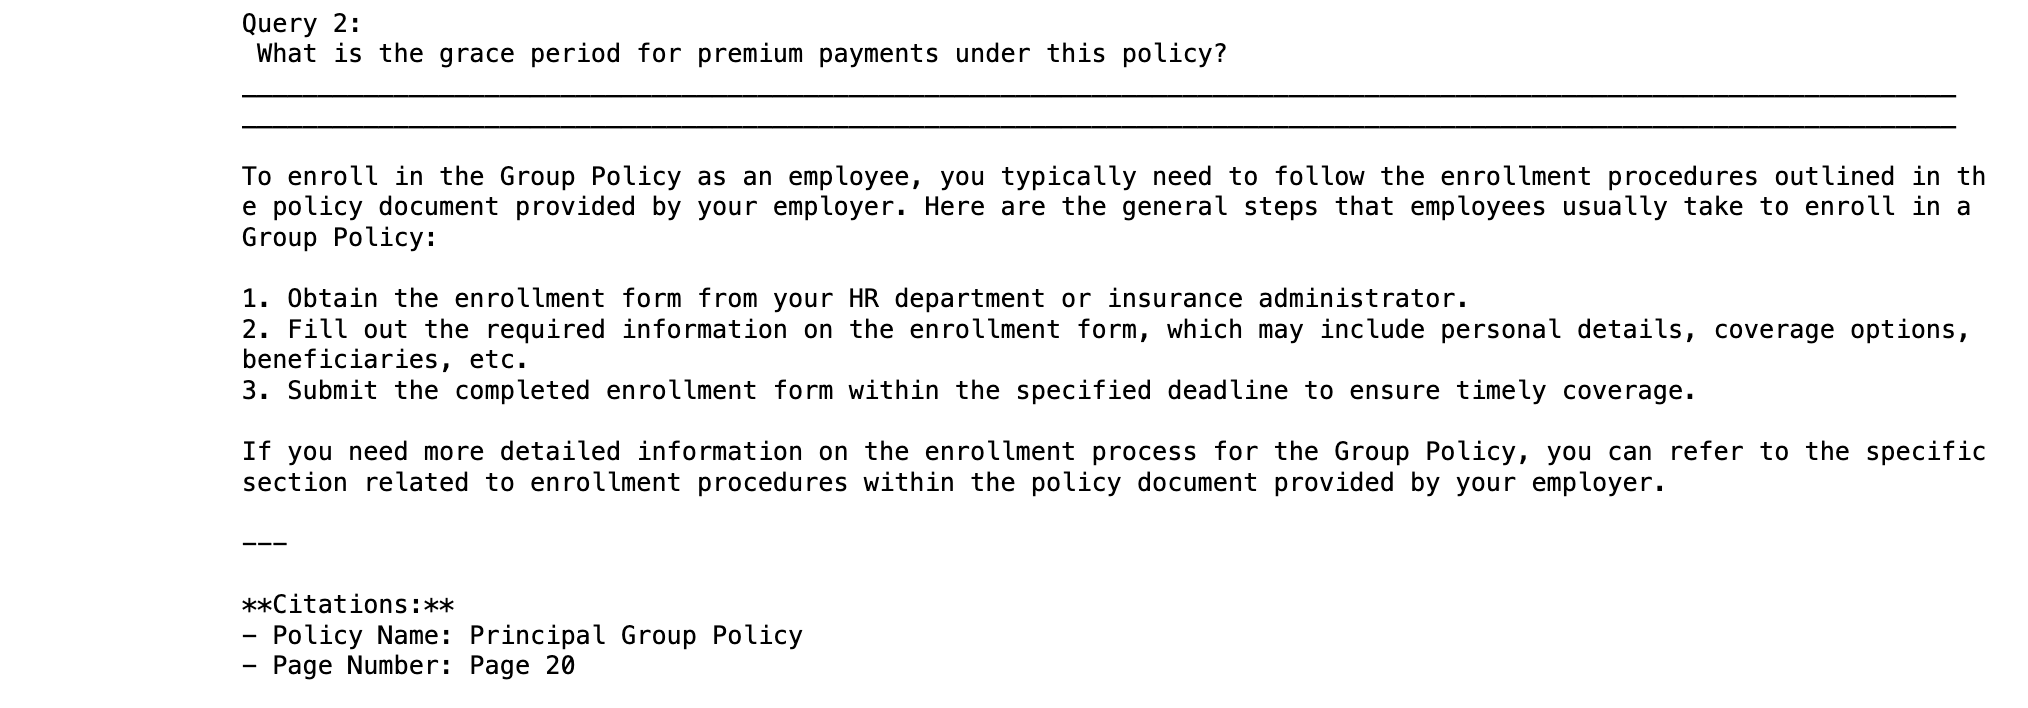 Query 2:
What is the grace period for premium payments under this policy?
To enroll in the Group Policy as an employee, you typically need to follow the enrollment procedures outlined in th
e policy document provided by your employer. Here are the general steps that employees usually take to enroll in a
Group Policy:
1. Obtain the enrollment form from your HR department or insurance administrator.
2. Fill out the required information on the enrollment form, which may include personal details, coverage options,
beneficiaries, etc.
3. Submit the completed enrollment form within the specified deadline to ensure timely coverage.
If you need more detailed information on the enrollment process for the Group Policy, you can refer to the specific
section related to enrollment procedures within the policy document provided by your employer.
---
**Citations:**
- Policy Name: Principal Group Policy
- Page Number: Page 20